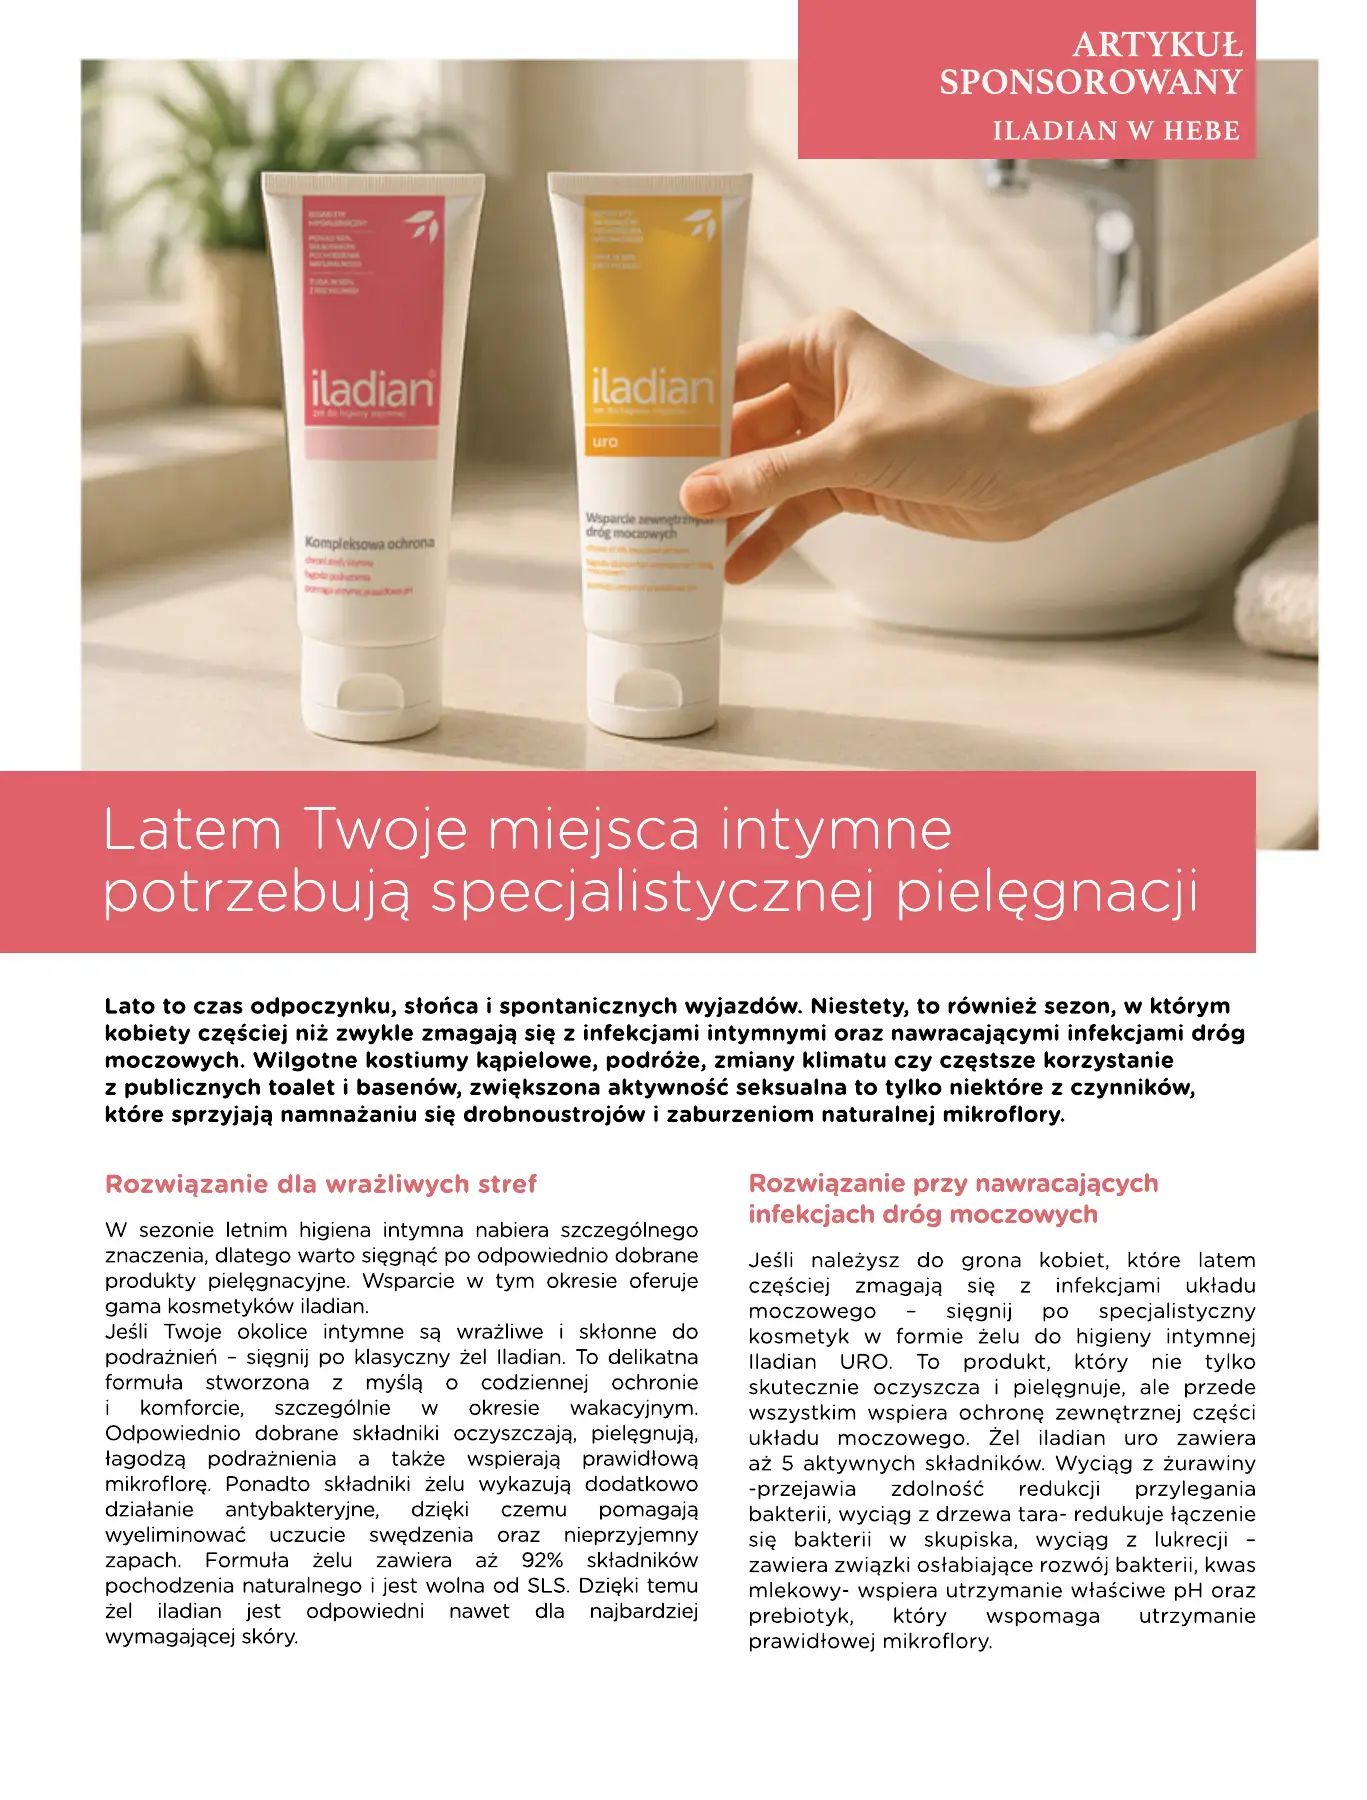 ARTYKUŁ
SPONSOROWANY
ILADIAN W HEBE
iladian
Kompleksowa ochrona
łagodzi podrażnienia
pomaga utrzymać prawidłowe pH
iladian
uro
Wsparcie zewnętrznych
dróg moczowych
Latem Twoje miejsca intymne
potrzebują specjalistycznej pielęgnacji
Lato to czas odpoczynku, słońca i spontanicznych wyjazdów. Niestety, to również sezon, w którym
kobiety częściej niż zwykle zmagają się z infekcjami intymnymi oraz nawracającymi infekcjami dróg
moczowych. Wilgotne kostiumy kąpielowe, podróże, zmiany klimatu czy częstsze korzystanie
z publicznych toalet i basenów, zwiększona aktywność seksualna to tylko niektóre z czynników,
które sprzyjają namnażaniu się drobnoustrojów i zaburzeniom naturalnej mikroflory.
Rozwiązanie dla wrażliwych stref
W sezonie letnim higiena intymna nabiera szczególnego
znaczenia, dlatego warto sięgnąć po odpowiednio dobrane
produkty pielęgnacyjne. Wsparcie w tym okresie oferuje
gama kosmetyków iladian.
Jeśli Twoje okolice intymne są wrażliwe i skłonne do
podrażnień – sięgnij po klasyczny żel Iladian. To delikatna
formuła stworzona z myślą o codziennej ochronie
i komforcie, szczególnie w okresie wakacyjnym.
Odpowiednio dobrane składniki oczyszczają, pielęgnują,
łagodzą podrażnienia a także wspierają prawidłową
mikroflorę. Ponadto składniki żelu wykazują dodatkowo
działanie antybakteryjne, dzięki czemu pomagają
wyeliminować uczucie swędzenia oraz nieprzyjemny
zapach. Formuła żelu zawiera aż 92% składników
pochodzenia naturalnego i jest wolna od SLS. Dzięki temu
żel iladian jest odpowiedni nawet dla najbardziej
wymagającej skóry.
Rozwiązanie przy nawracających
infekcjach dróg moczowych
Jeśli należysz do grona kobiet, które latem
częściej zmagają się z infekcjami układu
moczowego – sięgnij po specjalistyczny
kosmetyk w formie żelu do higieny intymnej
Iladian URO. To produkt, który nie tylko
skutecznie oczyszcza i pielęgnuje, ale przede
wszystkim wspiera ochronę zewnętrznej części
układu moczowego. Żel iladian uro zawiera
aż 5 aktywnych składników. Wyciąg z żurawiny
-przejawia zdolność redukcji przylegania
bakterii, wyciąg z drzewa tara- redukuje łączenie
się bakterii w skupiska, wyciąg z lukrecji –
zawiera związki osłabiające rozwój bakterii, kwas
mlekowy- wspiera utrzymanie właściwe pH oraz
prebiotyk, który wspomaga utrzymanie
prawidłowej mikroflory.